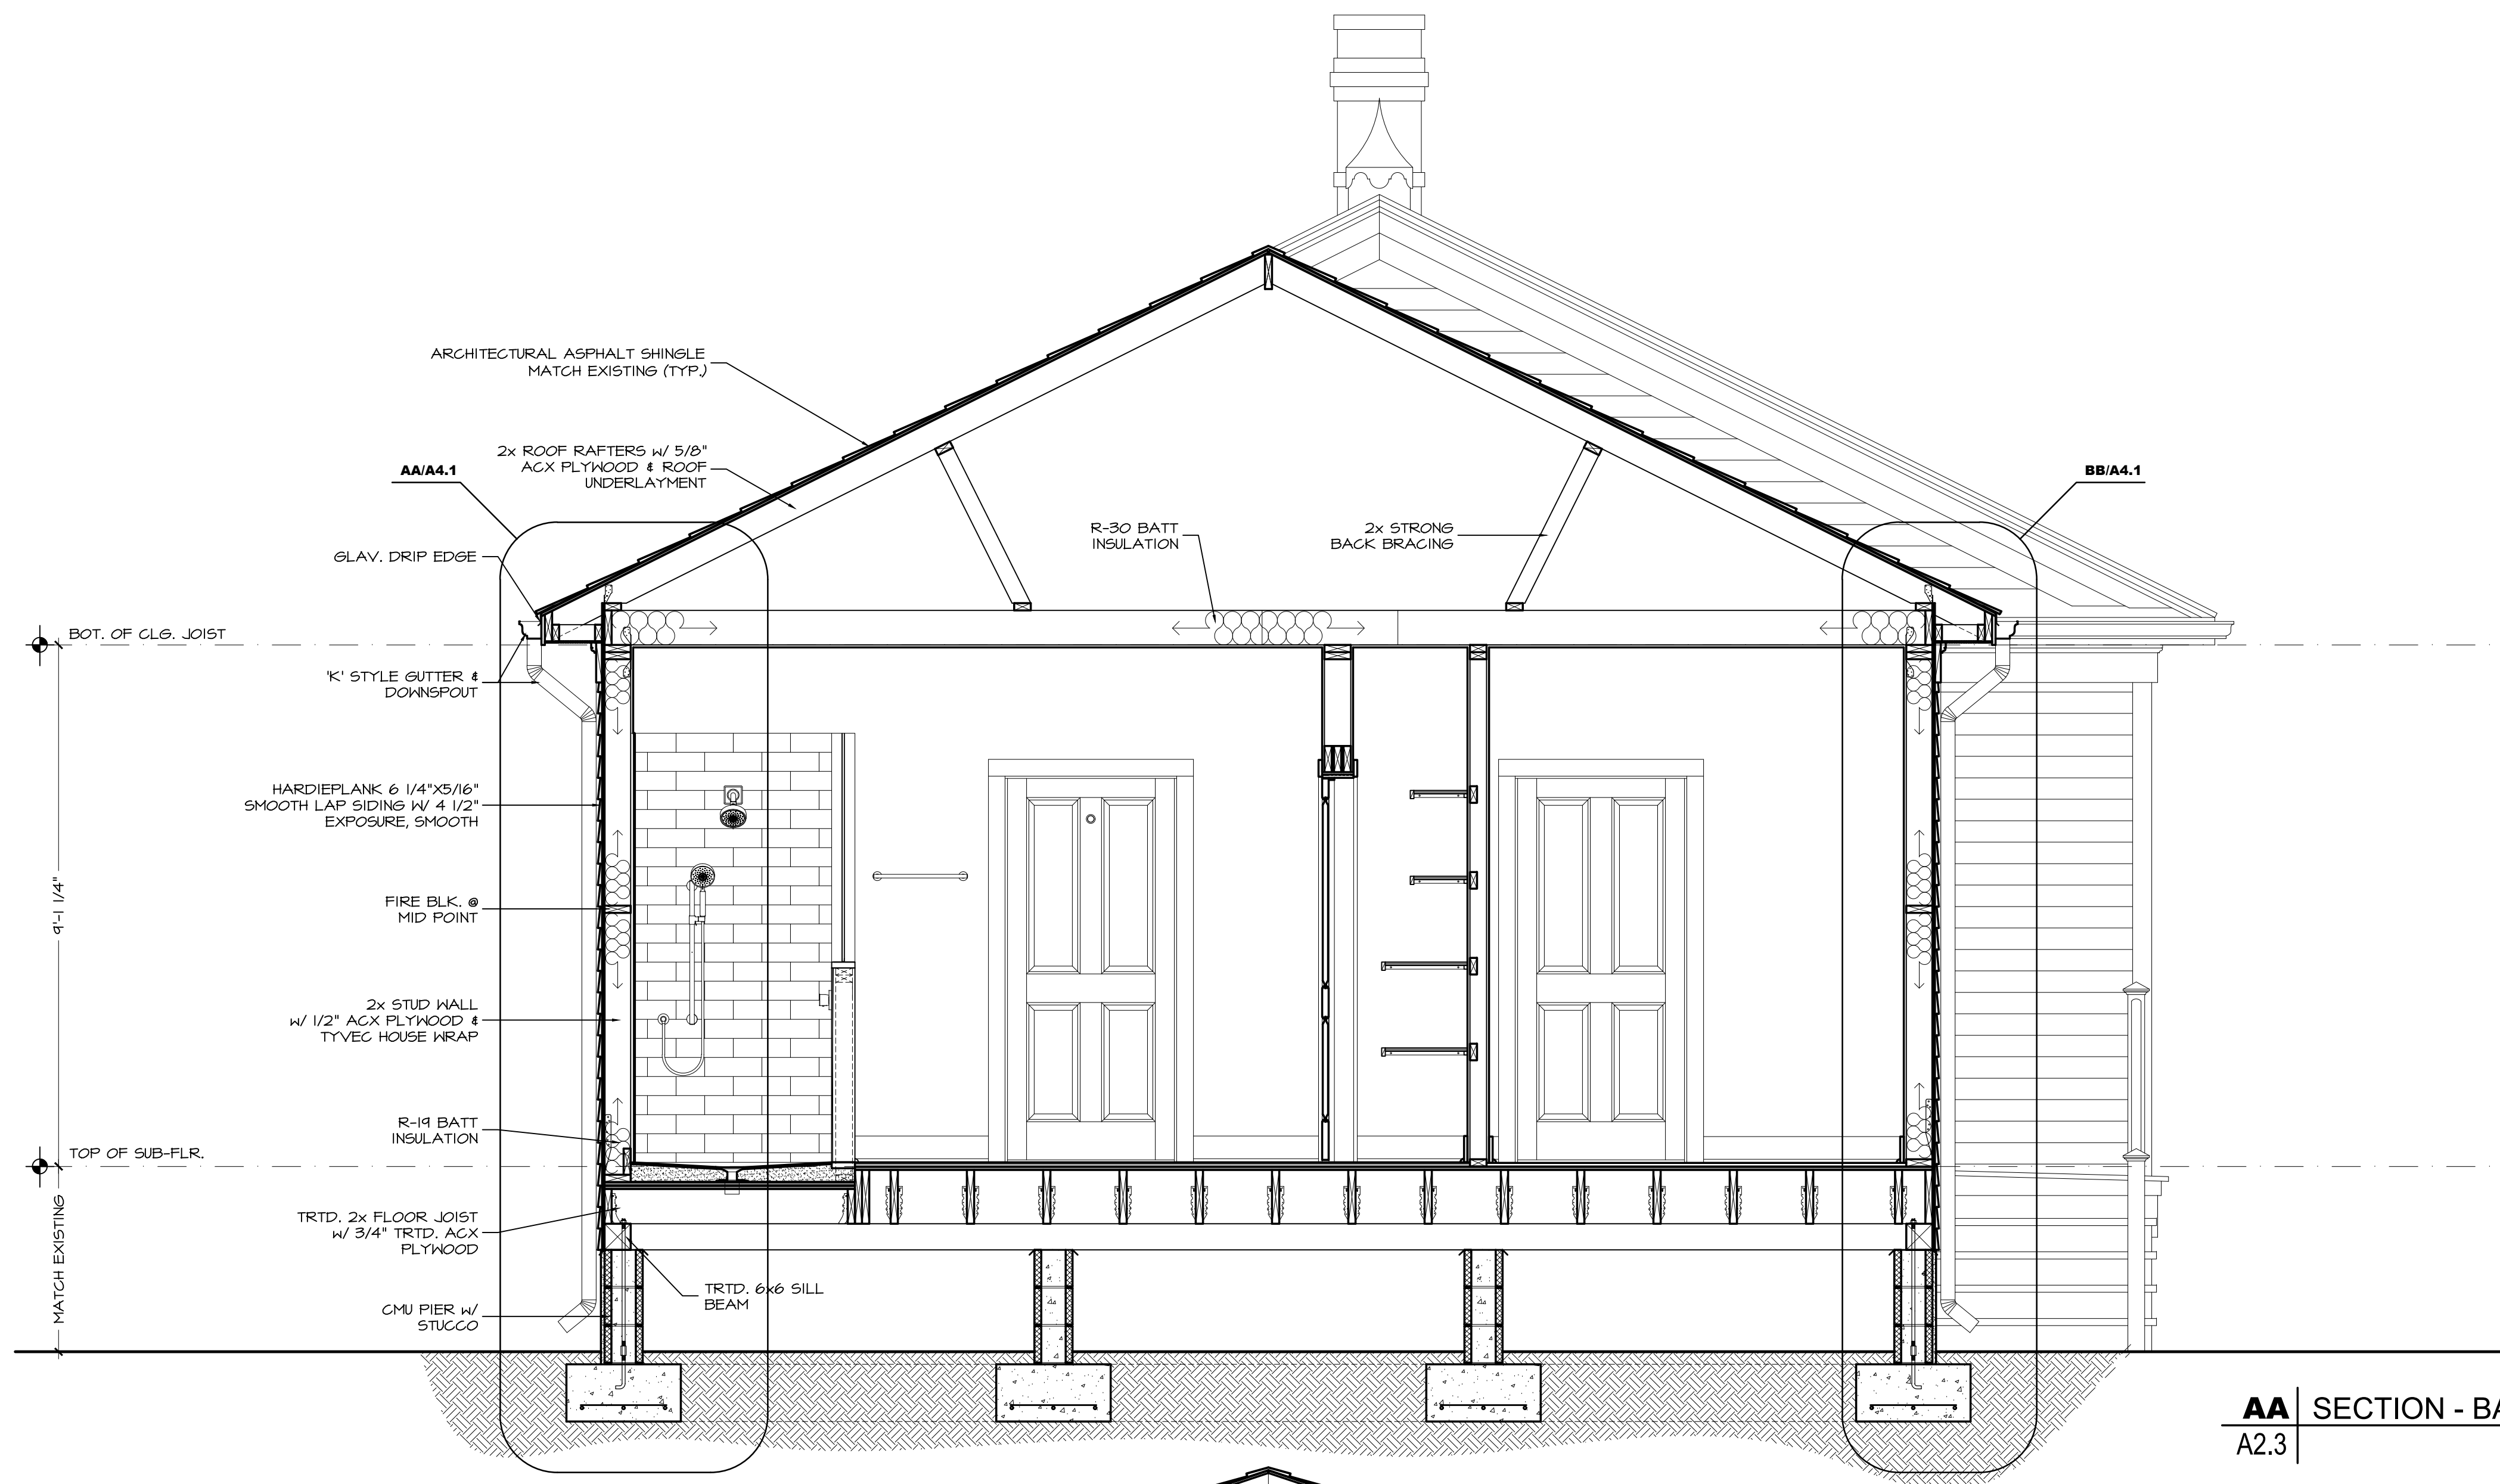 ARCHITECTURAL ASPHALT SHINGLE
MATCH EXISTING (TYP.)
2x ROOF RAFTERS w/ 5/8"
ACX PLYWOOD & ROOF
UNDERLAYMENT
AA/A4.1
BB/A4.1
R-30 BATT
INSULATION
2x STRONG
BACK BRACING
GLAV. DRIP EDGE
BOT. OF CLG. JOIST
'K' STYLE GUTTER &
DOWNSPOUT
HARDIEPLANK 6 1/4"X5/16"
SMOOTH LAP SIDING W/ 4 1/2"
EXPOSURE, SMOOTH
9'-1 1/4"
FIRE BLK. @
MID POINT
2x STUD WALL
w/ 1/2" ACX PLYWOOD &
TYVEC HOUSE WRAP
R-19 BATT
INSULATION
TOP OF SUB-FLR.
MATCH EXISTING
TRTD. 2x FLOOR JOIST
w/ 3/4" TRTD. ACX
PLYWOOD
TRTD. 6x6 SILL
BEAM
CMU PIER w/
STUCCO
AA SECTION - BA
A2.3